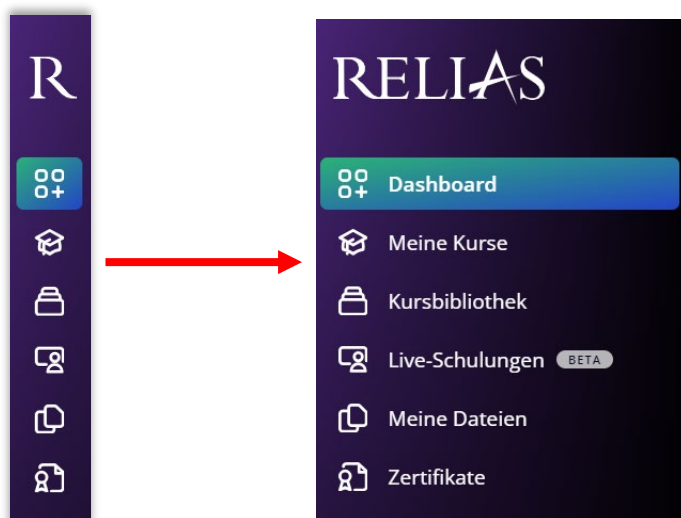 R
RELIAS
Dashboard
Meine Kurse
Kursbibliothek
Live-Schulungen BETA
Meine Dateien
Zertifikate